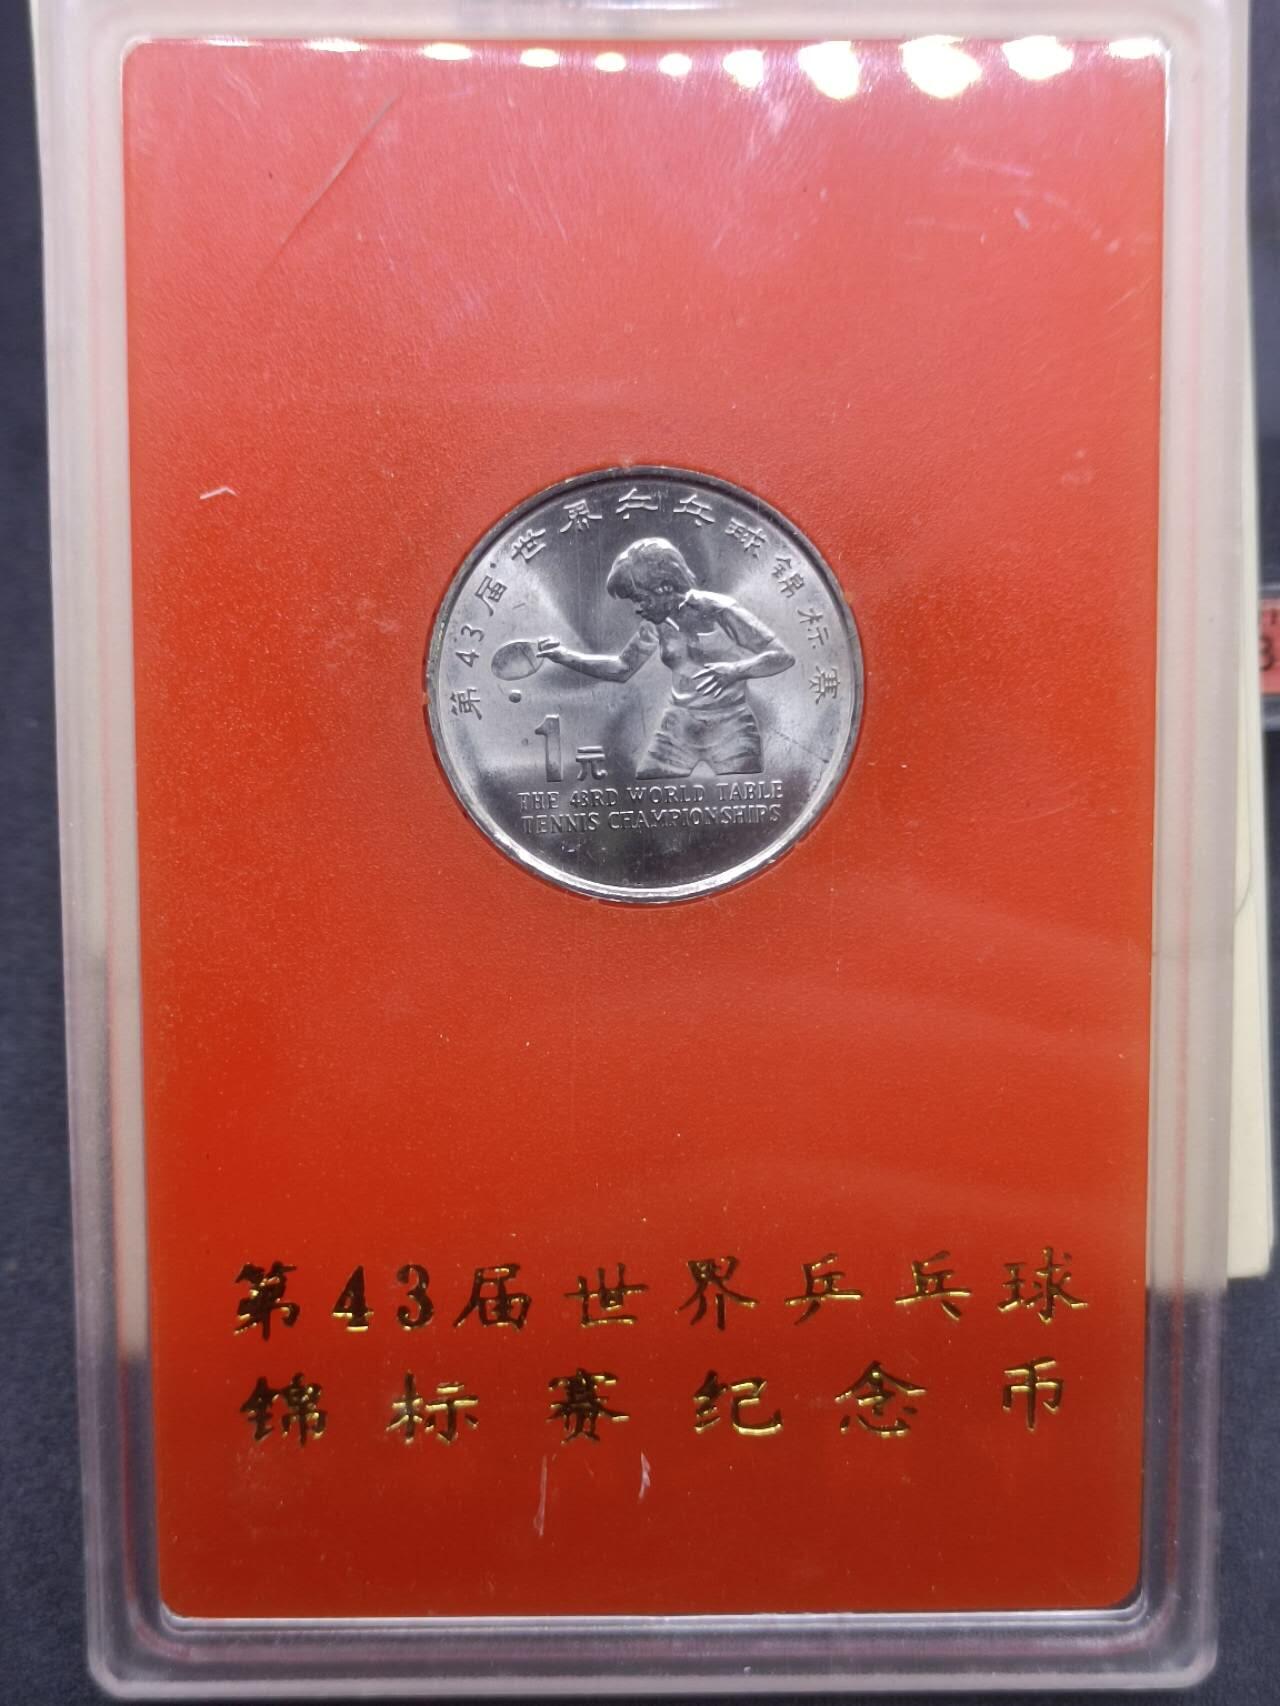 第43届世界乒乓球锦标赛
1元
THE 43RD WORLD TABLE
TENNIS CHAMPIONSHIPS
第43届世界乒乓球
锦标赛纪念币